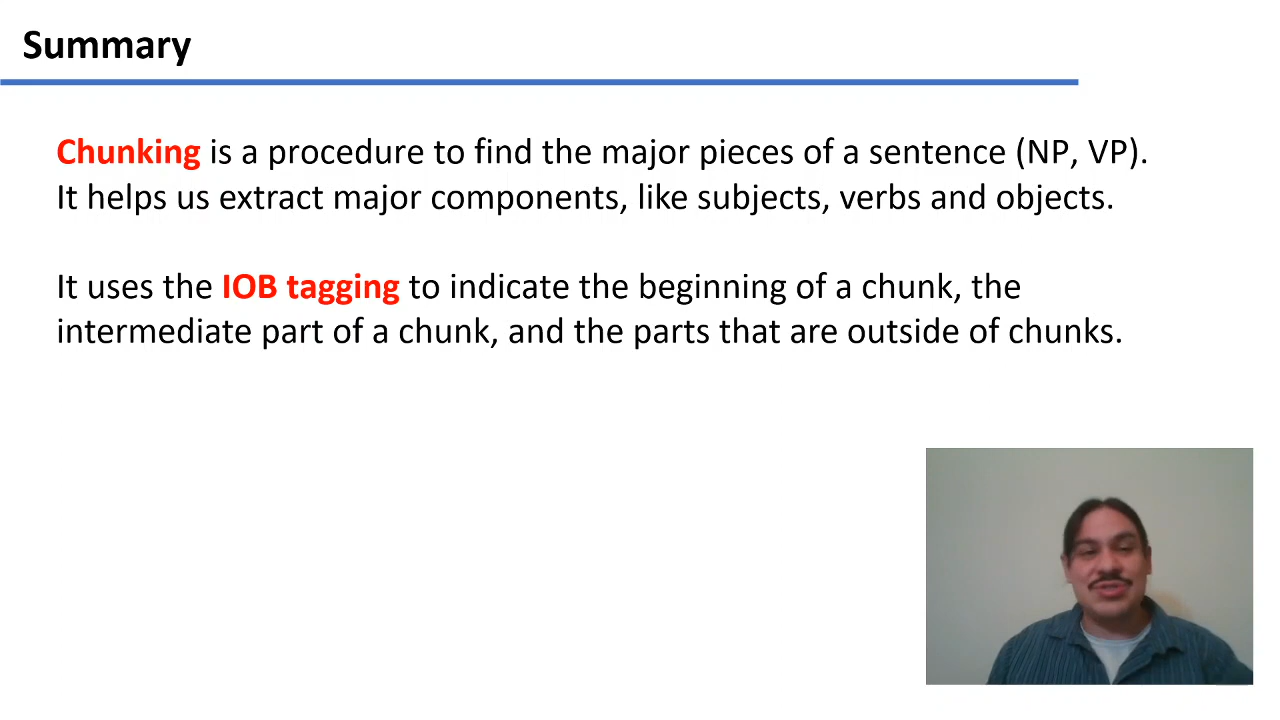 Summary
Chunking is a procedure to find the major pieces of a sentence (NP, VP).
It helps us extract major components, like subjects, verbs and objects.
It uses the IOB tagging to indicate the beginning of a chunk, the
intermediate part of a chunk, and the parts that are outside of chunks.